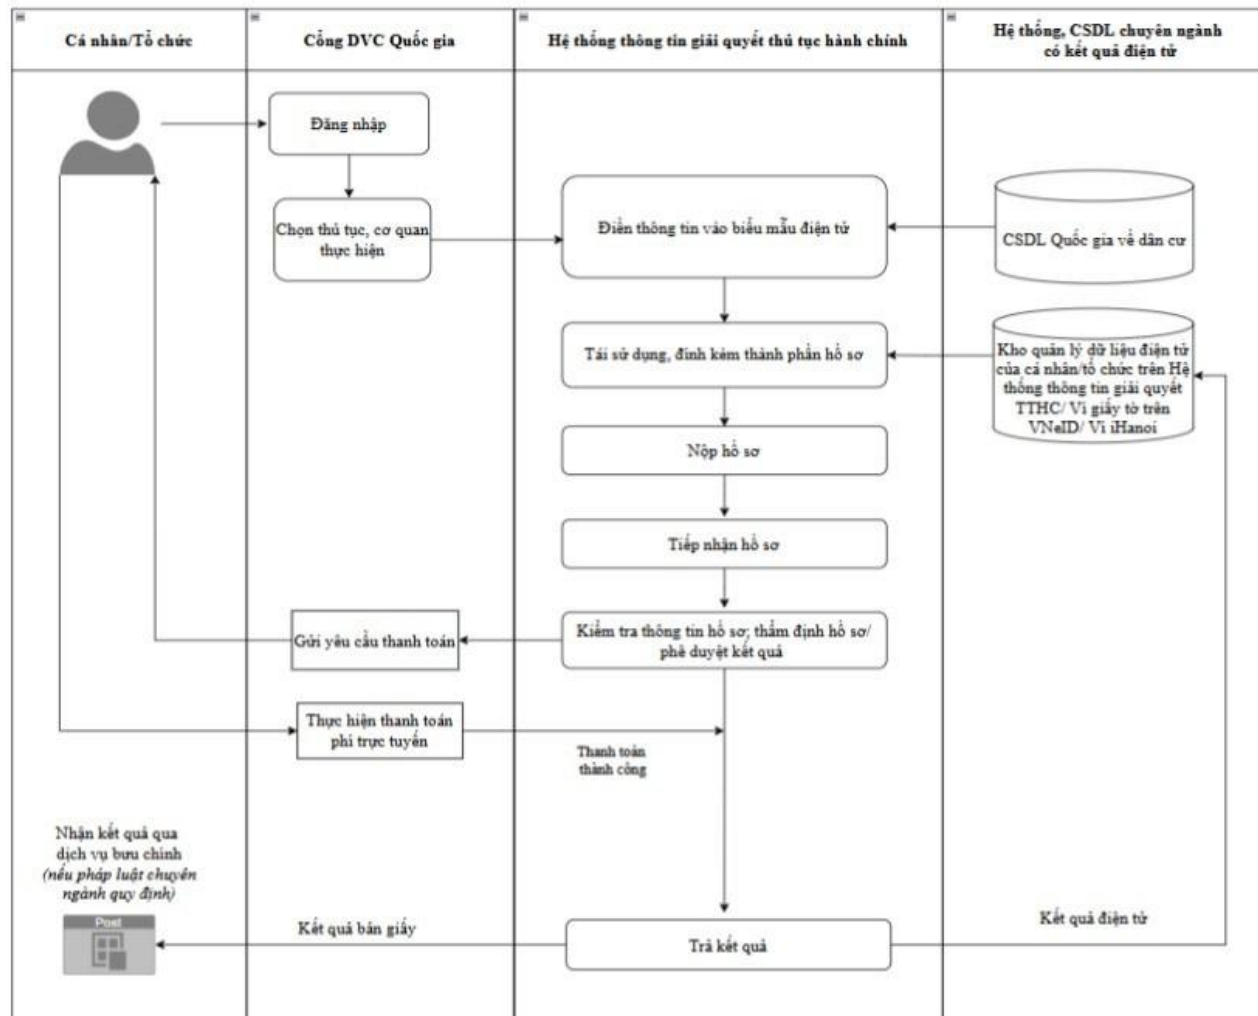 Cá nhân/Tổ chức
Cổng DVC Quốc gia
Hệ thống thông tin giải quyết thủ tục hành chính
Hệ thống, CSDL chuyên ngành
có kết quả điện tử
Đăng nhập
Chọn thủ tục, cơ quan
thực hiện
Điền thông tin vào biểu mẫu điện tử
CSDL Quốc gia về dân cư
Tái sử dụng, đính kèm thành phần hồ sơ
Kho quản lý dữ liệu điện tử
của cá nhân/tổ chức trên Hệ
thống thông tin giải quyết
TTHC/ Ví giấy tờ trên
VNeID/ Ví iHanoi
Nộp hồ sơ
Tiếp nhận hồ sơ
Gửi yêu cầu thanh toán
Kiểm tra thông tin hồ sơ; thẩm định hồ sơ/
phê duyệt kết quả
Thực hiện thanh toán
phí trực tuyến
Thanh toán
thành công
Nhận kết quả qua
dịch vụ bưu chính
(nếu pháp luật chuyên
ngành quy định)
Post
Kết quả bản giấy
Trả kết quả
Kết quả điện tử